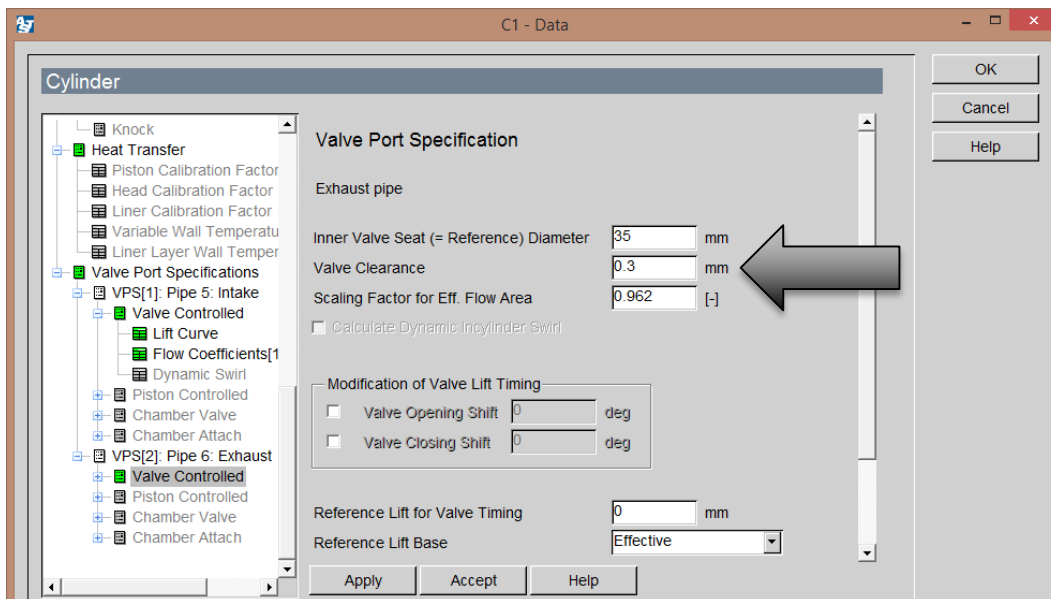 C1 - Data
Cylinder
OK
Cancel
Help
Knock
Heat Transfer
Piston Calibration Factor
Head Calibration Factor
Liner Calibration Factor
Variable Wall Temperatu
Liner Layer Wall Temper
Valve Port Specifications
VPS[1]: Pipe 5: Intake
Valve Controlled
Lift Curve
Flow Coefficients[1
Dynamic Swirl
Piston Controlled
Chamber Valve
Chamber Attach
VPS[2]: Pipe 6: Exhaust
Valve Controlled
Piston Controlled
Chamber Valve
Chamber Attach
Valve Port Specification
Exhaust pipe
Inner Valve Seat (= Reference) Diameter 35 mm
Valve Clearance 0.3 mm
Scaling Factor for Eff. Flow Area 0.962 [-]
Calculate Dynamic Incylinder Swirl
Modification of Valve Lift Timing
Valve Opening Shift 0 deg
Valve Closing Shift 0 deg
Reference Lift for Valve Timing 0 mm
Reference Lift Base Effective
Apply Accept Help